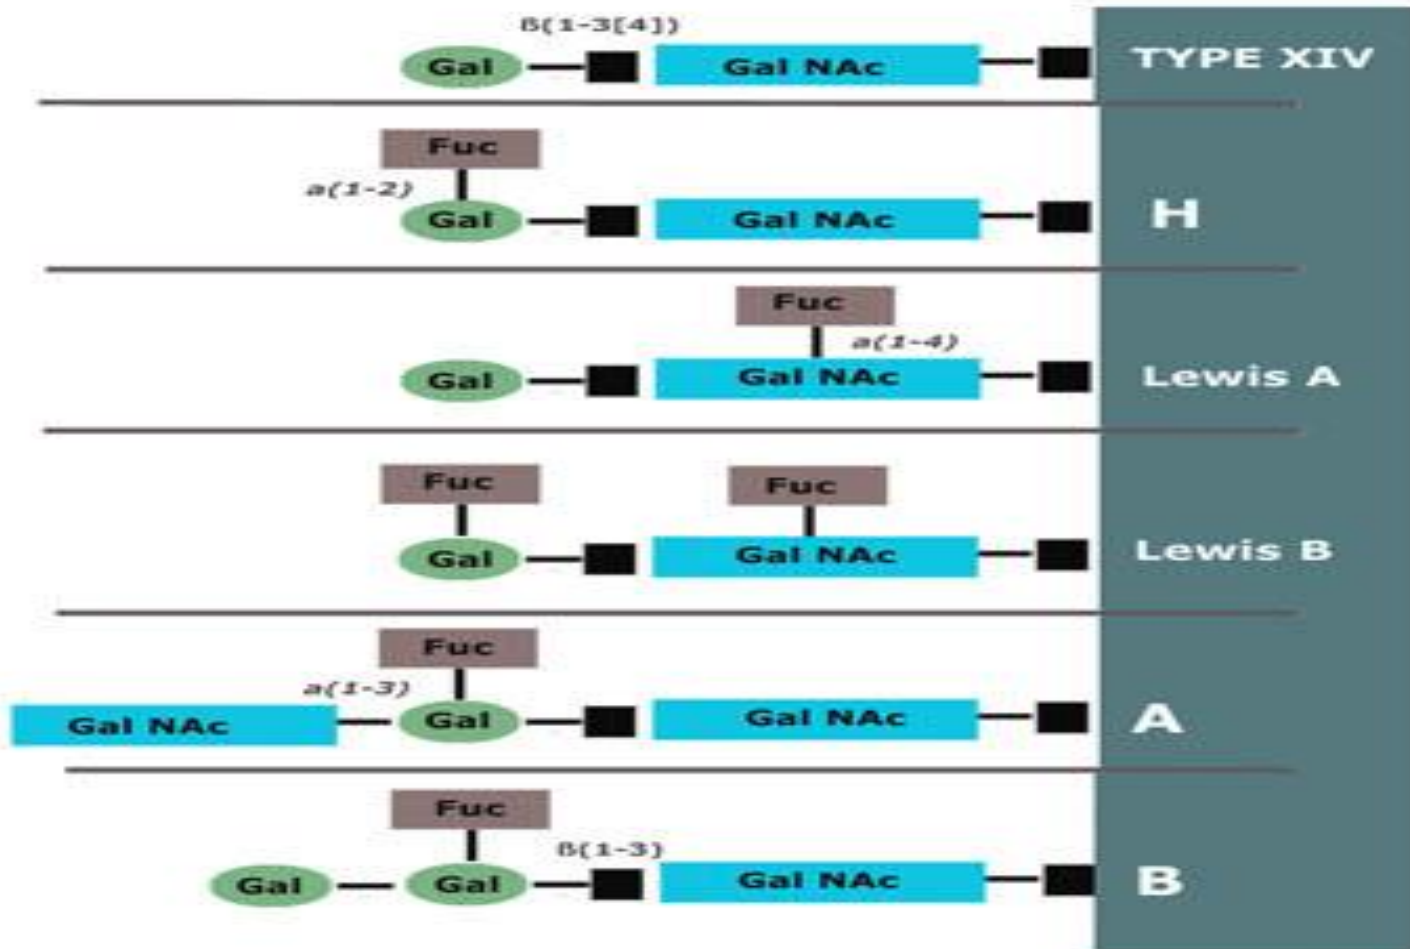 ß(1-3[4])
Gal Gal NAc TYPE XIV
Fuc
a(1-2)
Gal Gal NAc H
Fuc
a(1-4)
Gal Gal NAc Lewis A
Fuc Fuc
Gal Gal NAc Lewis B
Fuc
a(1-3)
Gal NAc Gal Gal NAc A
Fuc
ß(1-3)
Gal Gal Gal NAc B